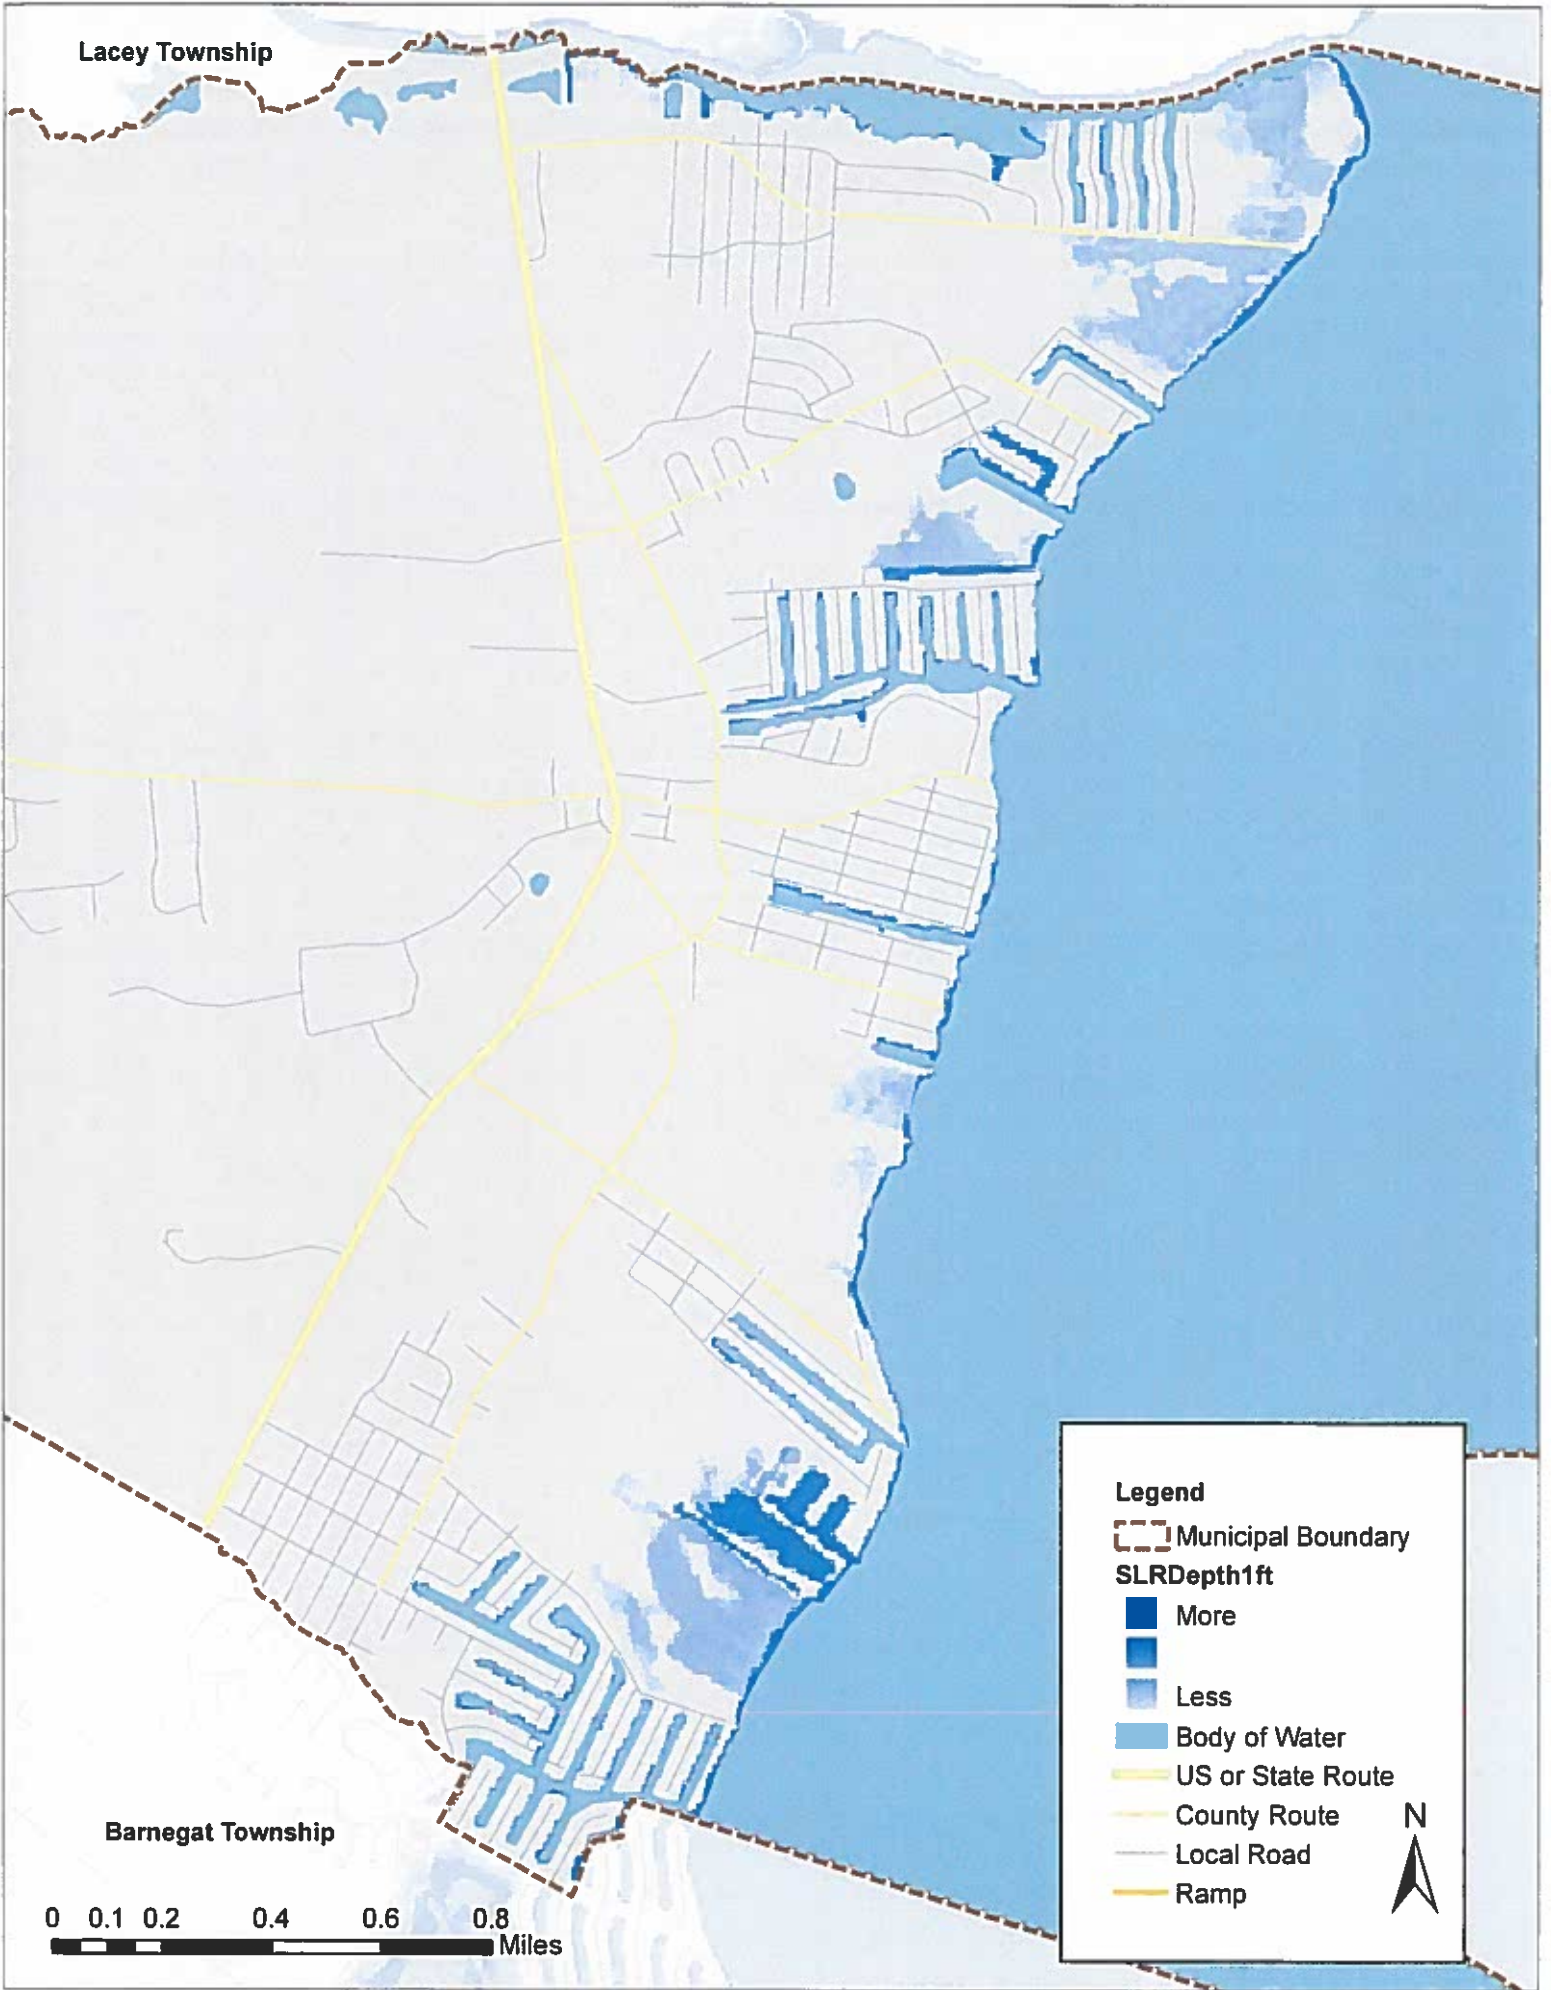 Lacey Township
Legend
Municipal Boundary
SLRDepth1ft
More
Less
Body of Water
US or State Route
County Route
Local Road
Ramp
N
Barnegat Township
0 0.1 0.2 0.4 0.6 0.8
Miles